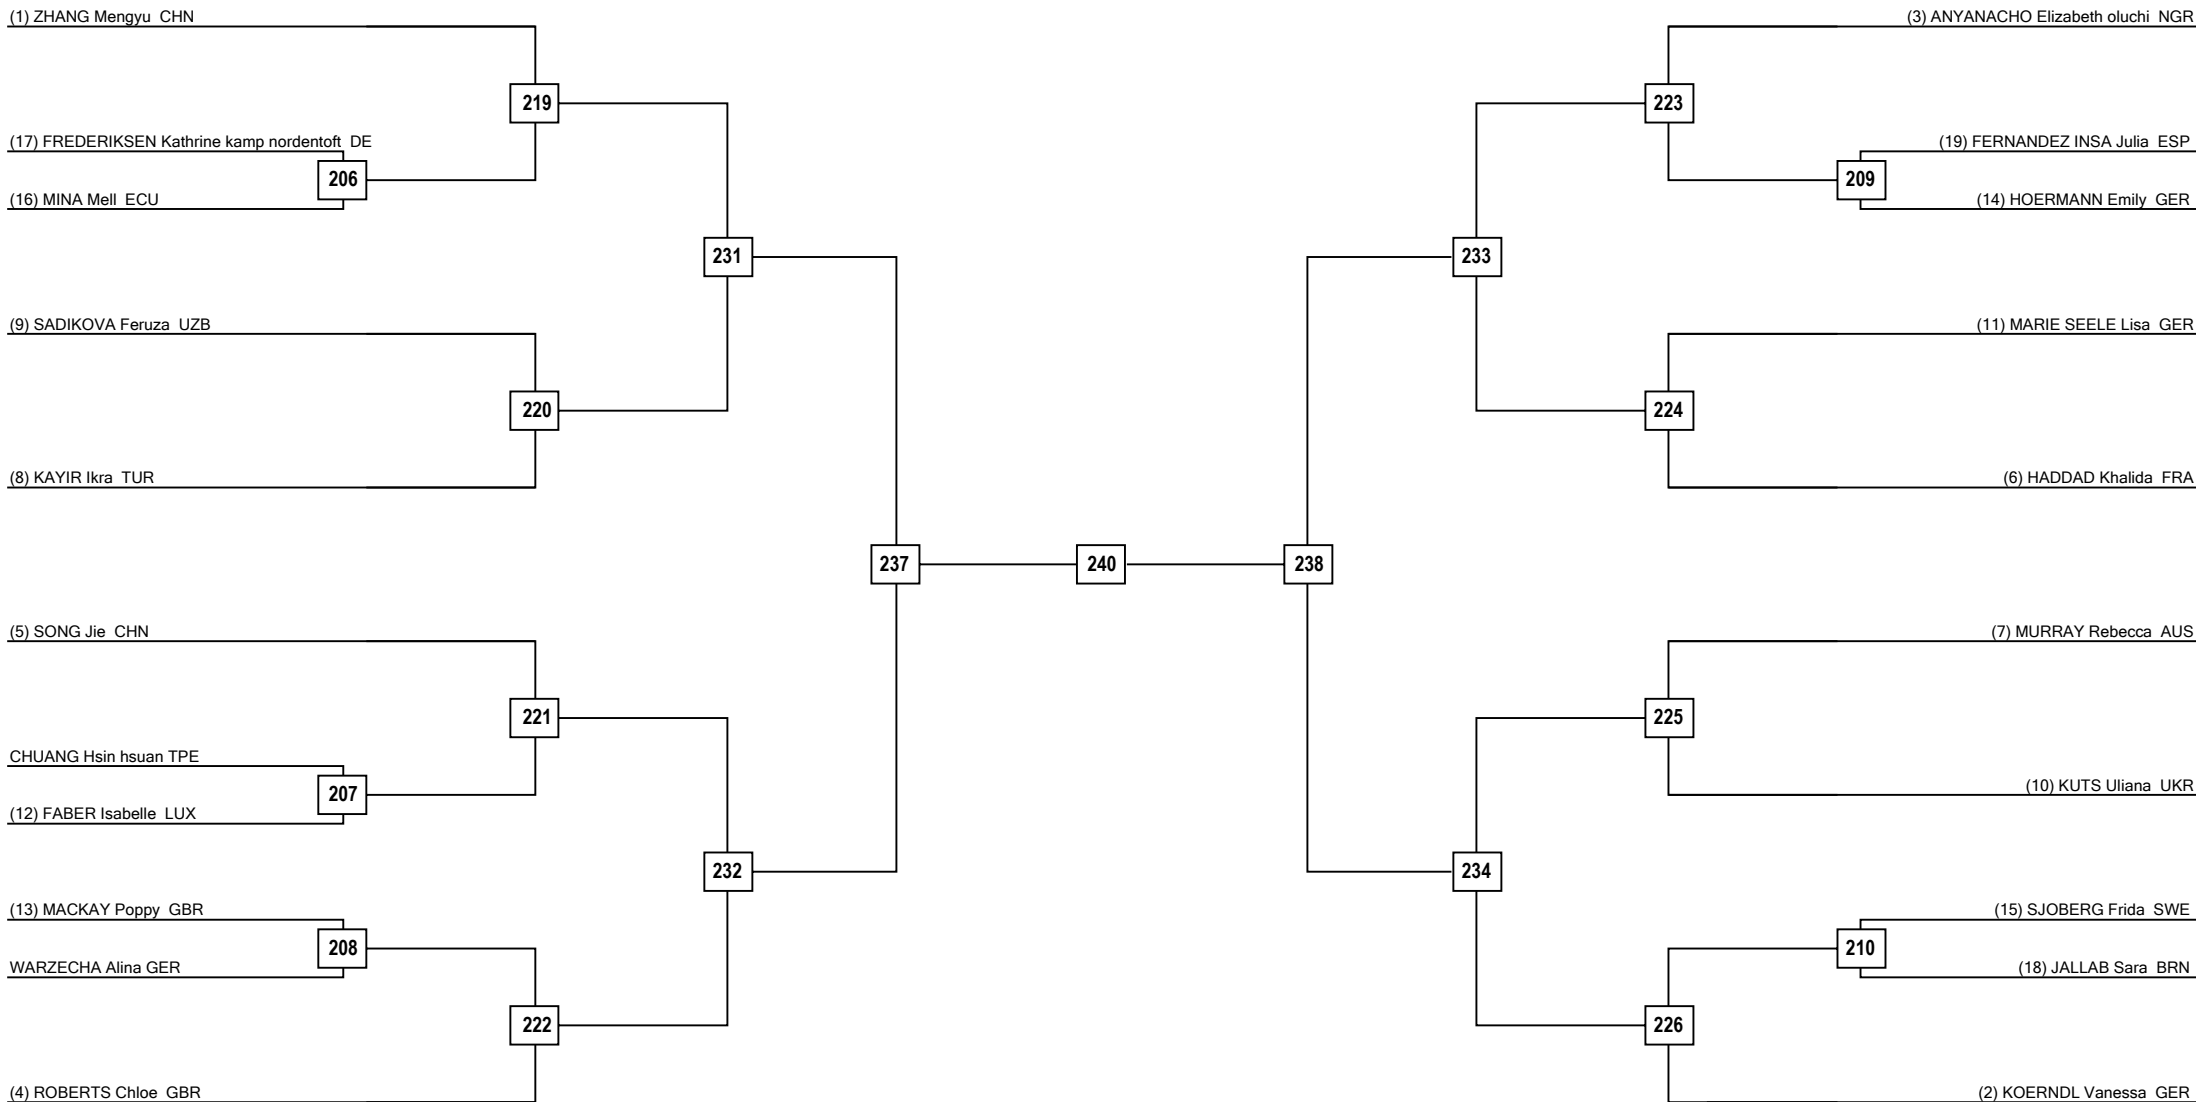 (1) ZHANG Mengyu CHN
(17) FREDERIKSEN Kathrine kamp nordentoft DE
(16) MINA Mell ECU
(9) SADIKOVA Feruza UZB
(8) KAYIR Ikra TUR
(5) SONG Jie CHN
CHUANG Hsin hsuan TPE
(12) FABER Isabelle LUX
(13) MACKAY Poppy GBR
WARZECHA Alina GER
(4) ROBERTS Chloe GBR
206
207
208
219
220
221
222
231
232
237
240
238
233
234
223
224
225
226
209
210
(3) ANYANACHO Elizabeth oluchi NGR
(19) FERNANDEZ INSA Julia ESP
(14) HOERMANN Emily GER
(11) MARIE SEELE Lisa GER
(6) HADDAD Khalida FRA
(7) MURRAY Rebecca AUS
(10) KUTS Uliana UKR
(15) SJOBERG Frida SWE
(18) JALLAB Sara BRN
(2) KOERNDL Vanessa GER